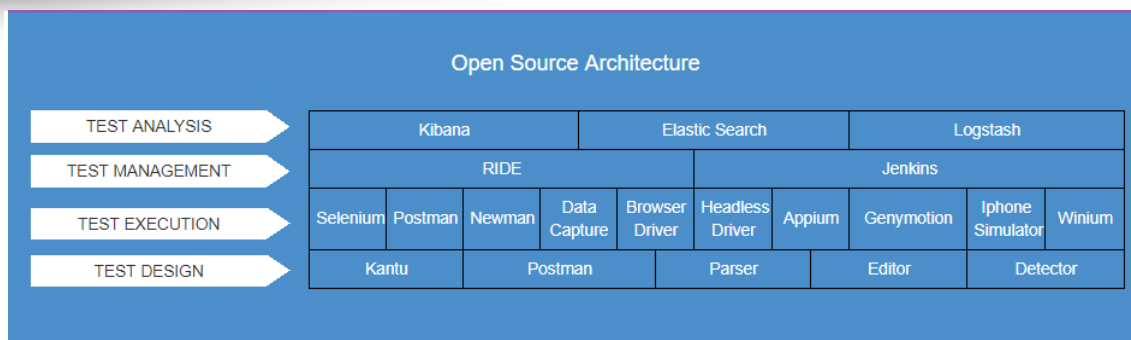 Open Source Architecture
TEST ANALYSIS
Kibana
Elastic Search
Logstash
TEST MANAGEMENT
RIDE
Jenkins
TEST EXECUTION
Selenium
Postman
Newman
Data
Capture
Browser
Driver
Headless
Driver
Appium
Genymotion
Iphone
Simulator
Winium
TEST DESIGN
Kantu
Postman
Parser
Editor
Detector